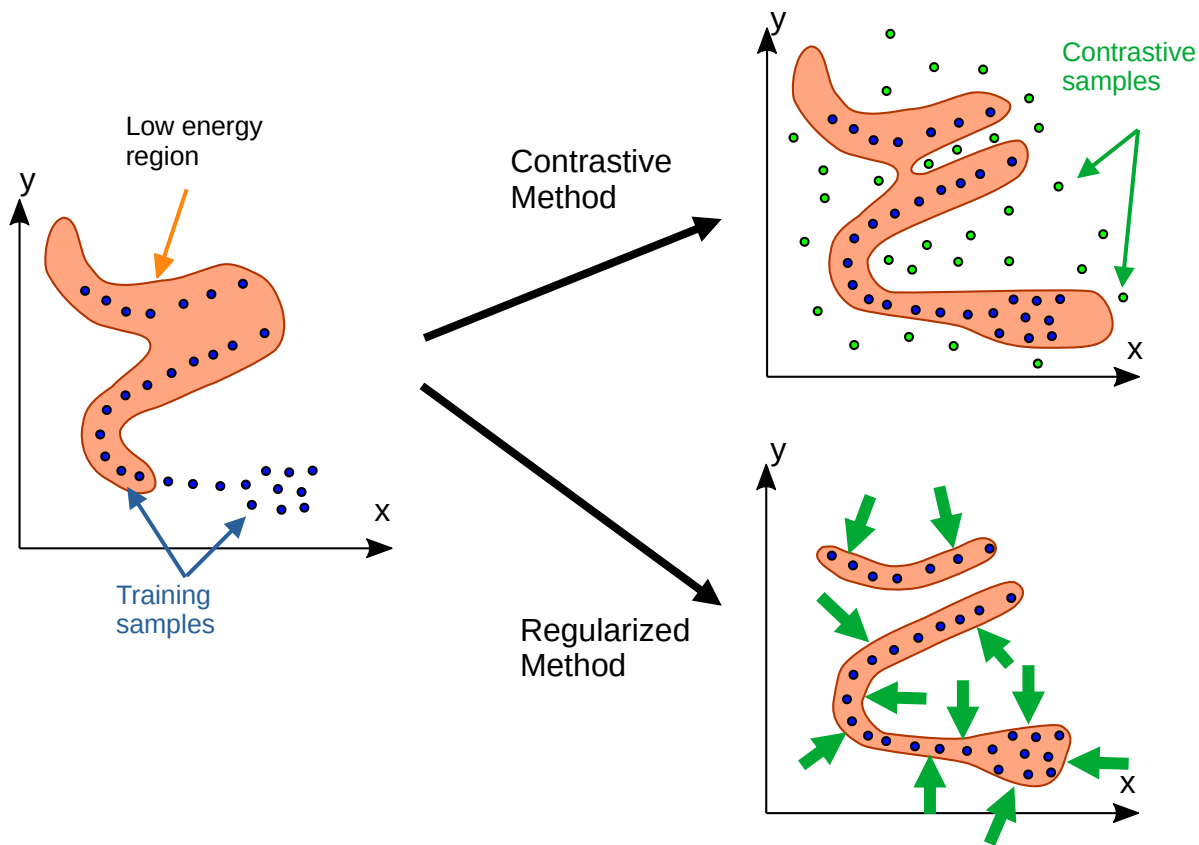 Low energy
region
y
x
Training
samples
Contrastive
Method
Regularized
Method
y
Contrastive
samples
x
y
x